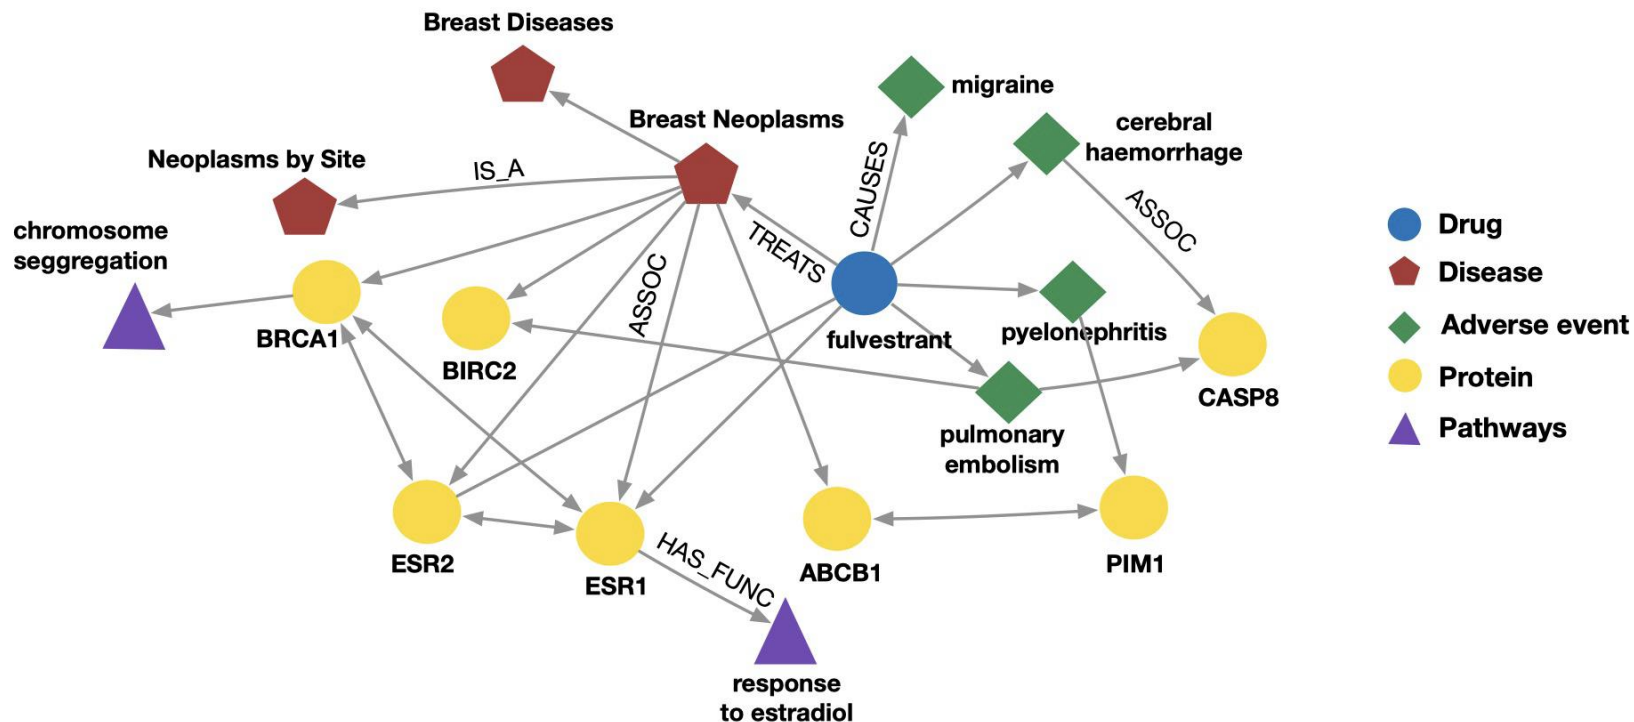 Breast Diseases
migraine
Breast Neoplasms
cerebral
haemorrhage
Neoplasms by Site
IS_A
CAUSES
ASSOC
chromosome
seggregation
TREATS
Drug
Disease
Adverse event
Protein
Pathways
ASSOC
BRCA1
BIRC2
fulvestrant
pyelonephritis
CASP8
pulmonary
embolism
ESR2
ESR1
HAS_FUNC
ABCB1
PIM1
response
to estradiol